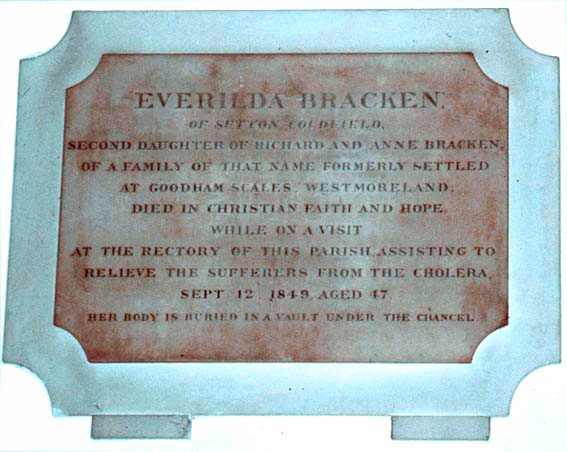 EVERILDA BRACKEN,
OF SUTTON COLDFIELD,
SECOND DAUGHTER OF RICHARD AND ANNE BRACKEN,
OF A FAMILY OF THAT NAME FORMERLY SETTLED
AT GOODHAM SCALES, WESTMORELAND;
DIED IN CHRISTIAN FAITH AND HOPE,
WHILE ON A VISIT
AT THE RECTORY OF THIS PARISH, ASSISTING TO
RELIEVE THE SUFFERERS FROM THE CHOLERA,
SEPT. 12 1849, AGED 47.
HER BODY IS BURIED IN A VAULT UNDER THE CHANCEL